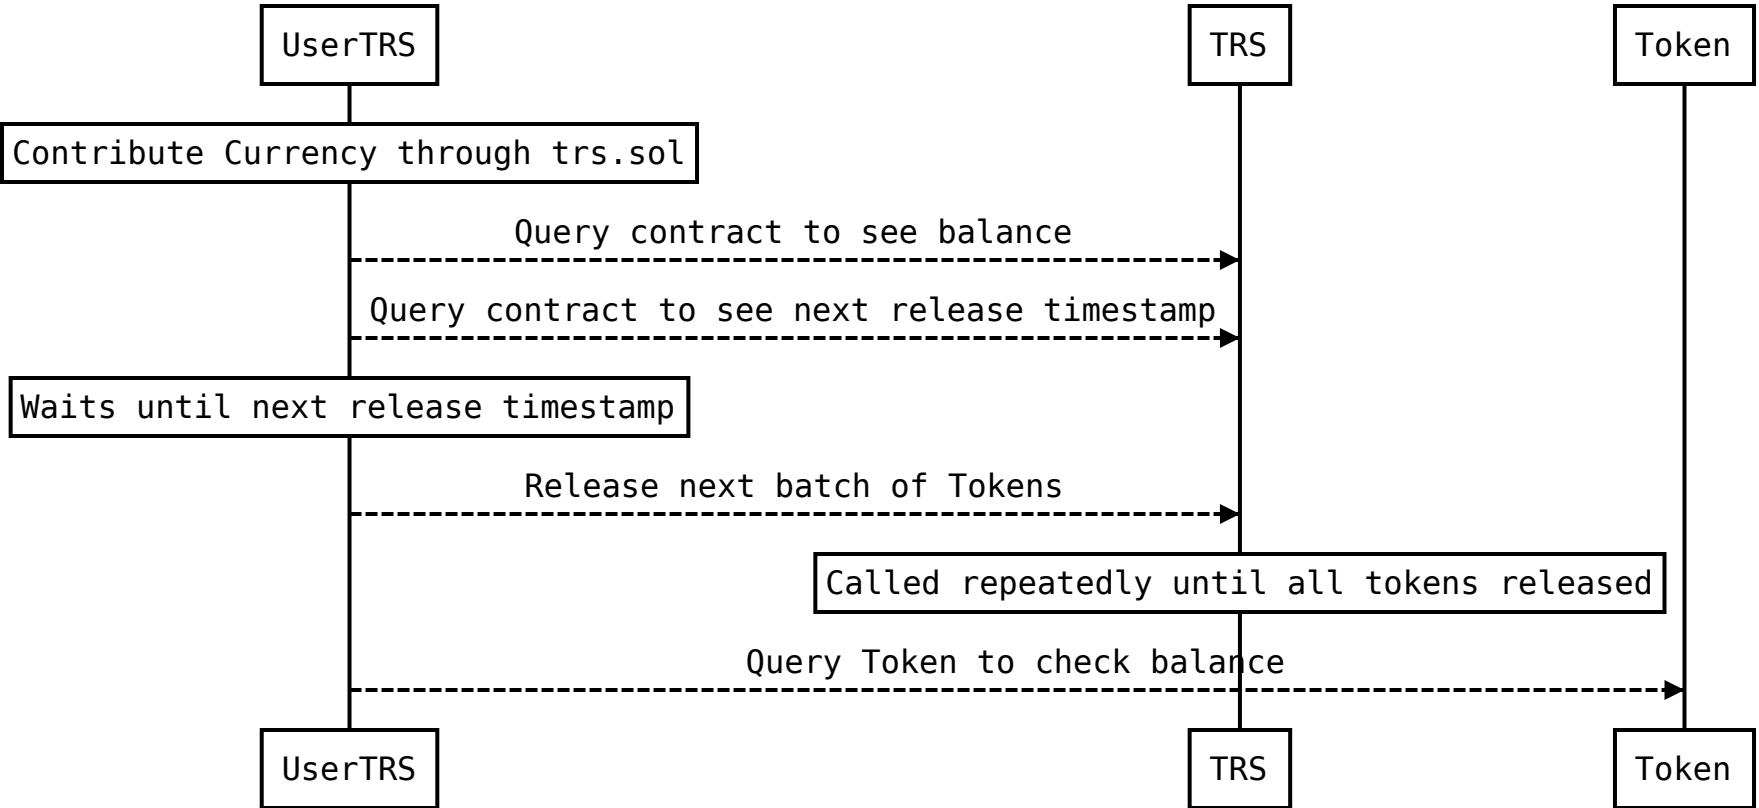 UserTRS
TRS
Token
Contribute Currency through trs.sol
Query contract to see balance
Query contract to see next release timestamp
Waits until next release timestamp
Release next batch of Tokens
Called repeatedly until all tokens released
Query Token to check balance
UserTRS
TRS
Token